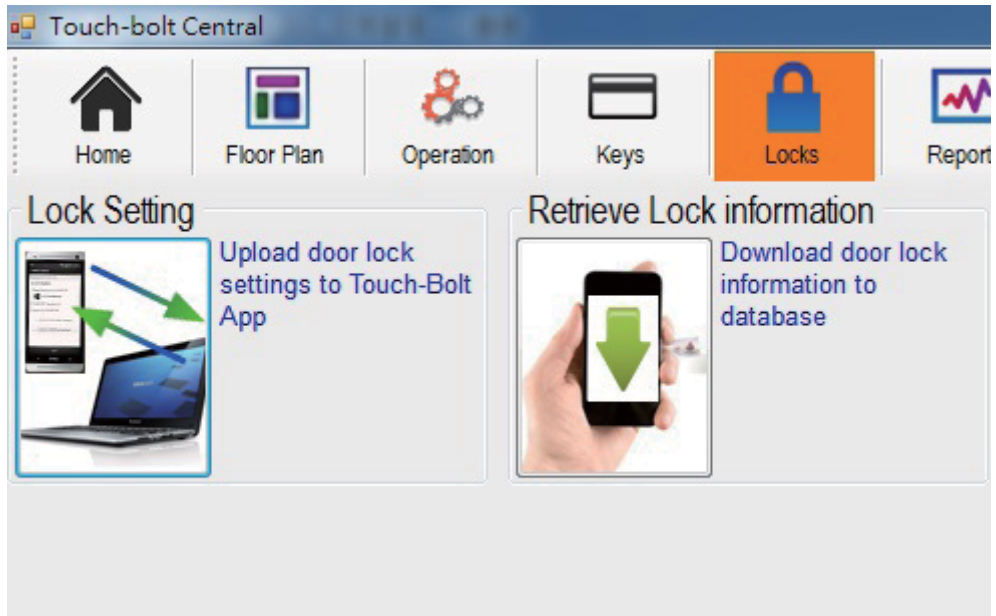 Touch-bolt Central
Home
Floor Plan
Operation
Keys
Locks
Report
Lock Setting
Upload door lock
settings to Touch-Bolt
App
Retrieve Lock information
Download door lock
information to
database